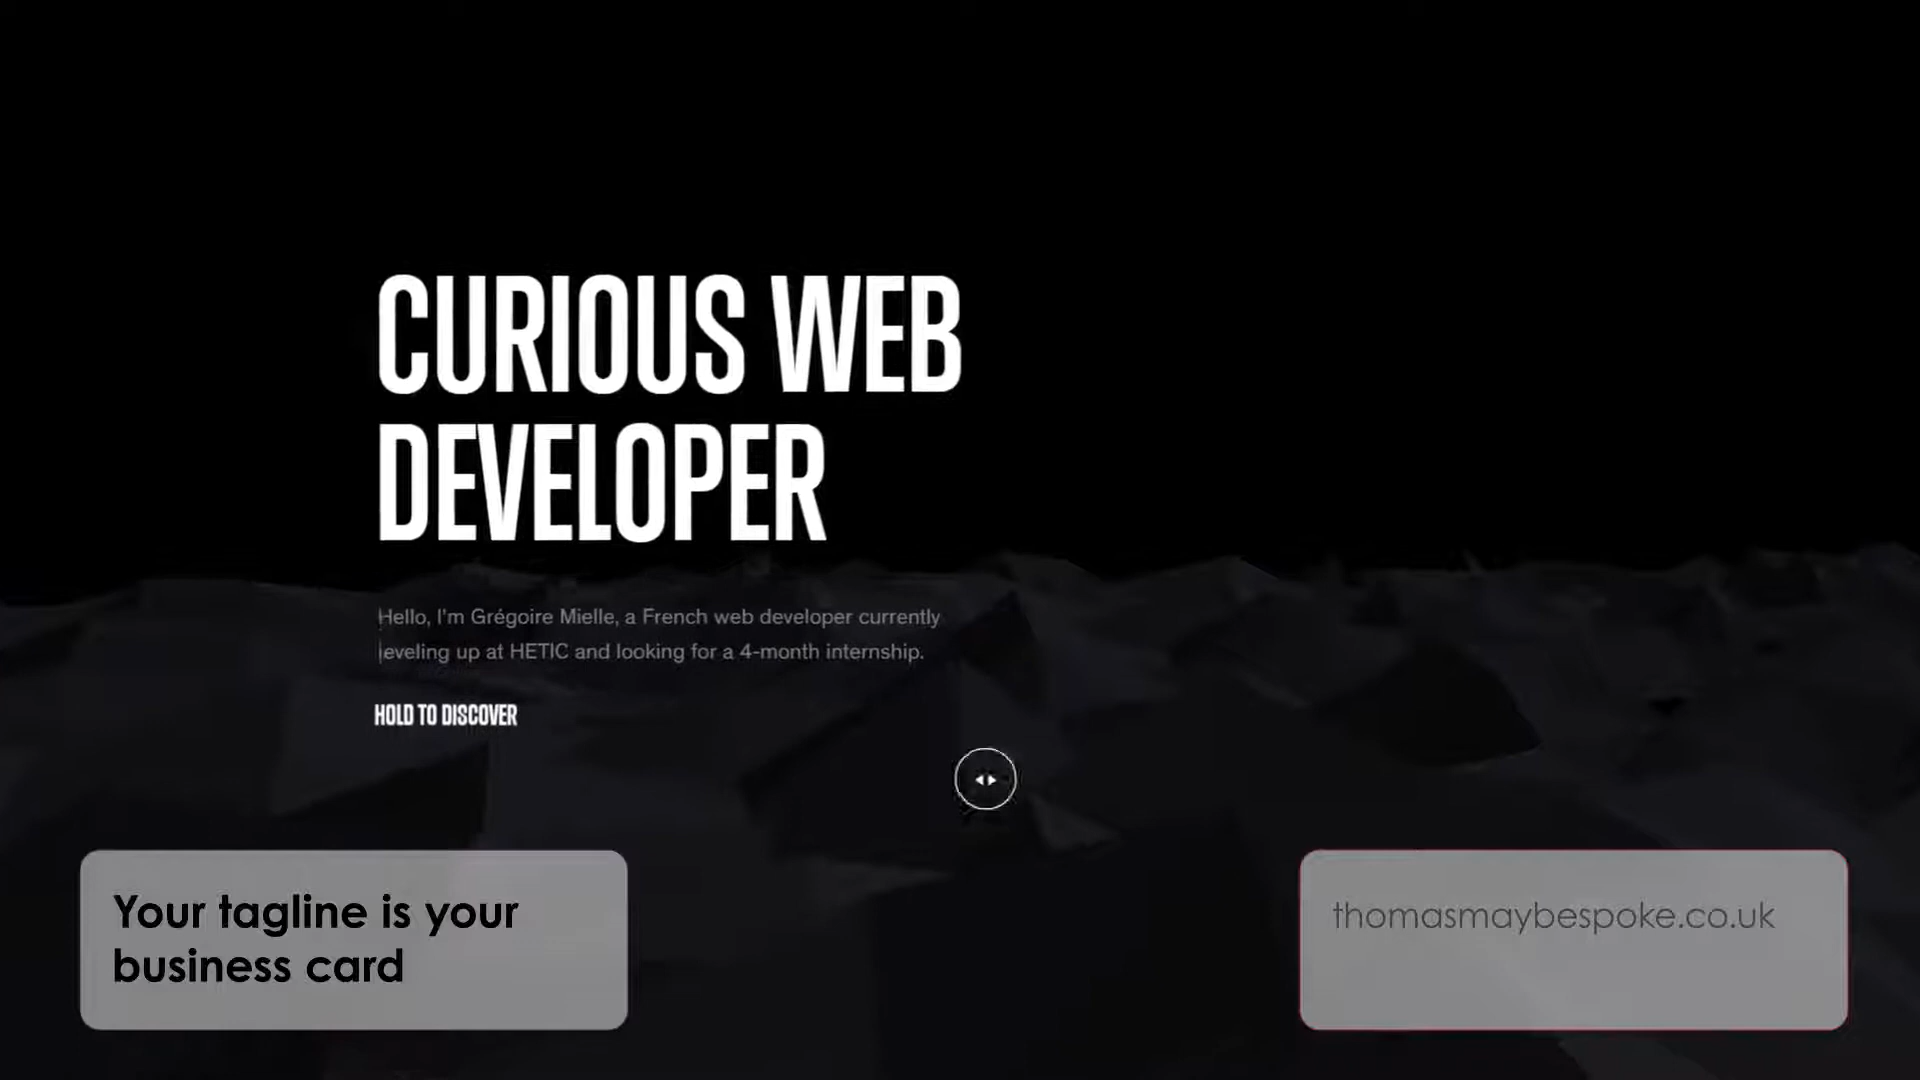 CURIOUS WEB
DEVELOPER
Hello, I'm Grégoire Mielle, a French web developer currently
leveling up at HETIC and looking for a 4-month internship.
HOLD TO DISCOVER
Your tagline is your
business card
thomasmaybespoke.co.uk